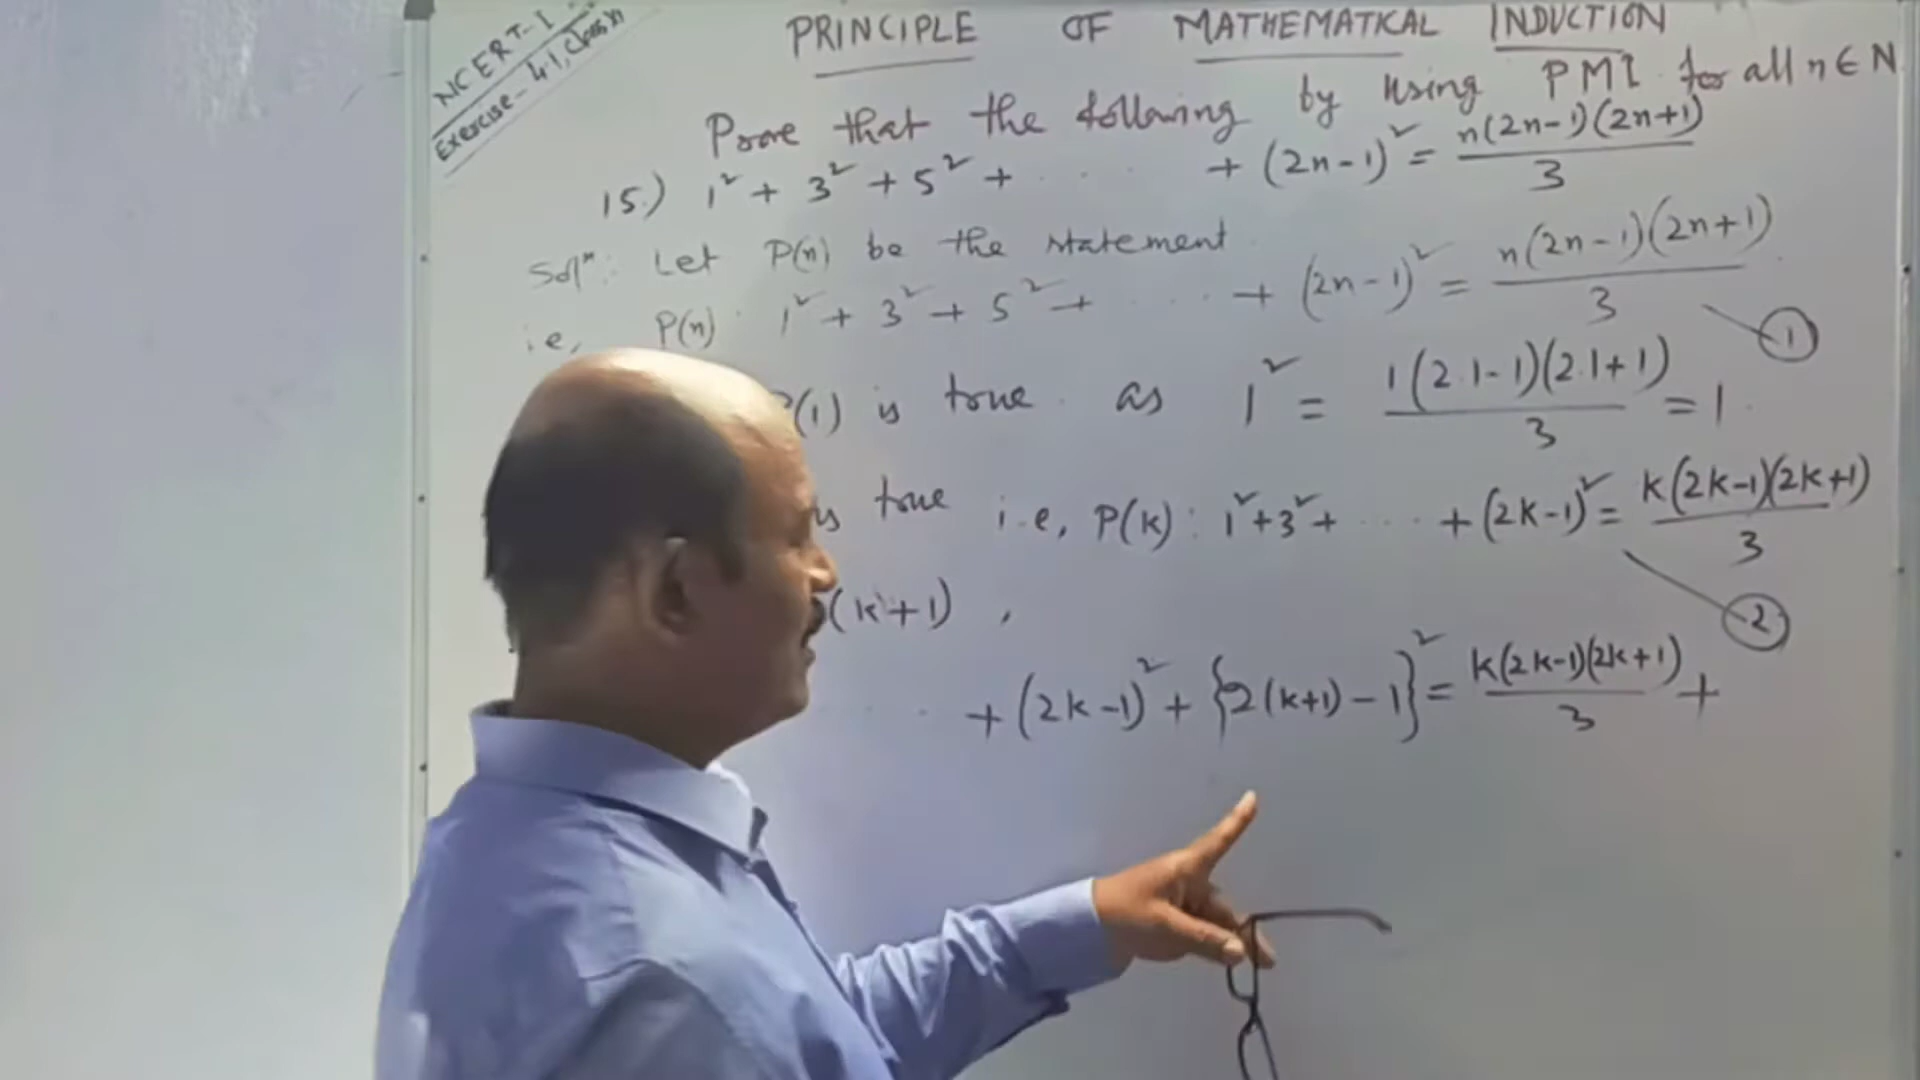 NCERT-I
Exercise-4.1, Class XI
PRINCIPLE OF MATHEMATICAL INDUCTION
Prove that the following by using PMI for all n ∈ N
15.) 1² + 3² + 5² + ..... + (2n-1)² = n(2n-1)(2n+1)/3
Solⁿ: Let P(n) be the statement
i.e, P(n): 1² + 3² + 5² + ..... + (2n-1)² = n(2n-1)(2n+1)/3 ①
P(1) is true as 1² = 1(2.1-1)(2.1+1)/3 = 1
is true i.e, P(k): 1²+3²+ .... +(2k-1)² = k(2k-1)(2k+1)/3 ②
(k+1),
+ (2k-1)² + {2(k+1)-1}² = k(2k-1)(2k+1)/3 +